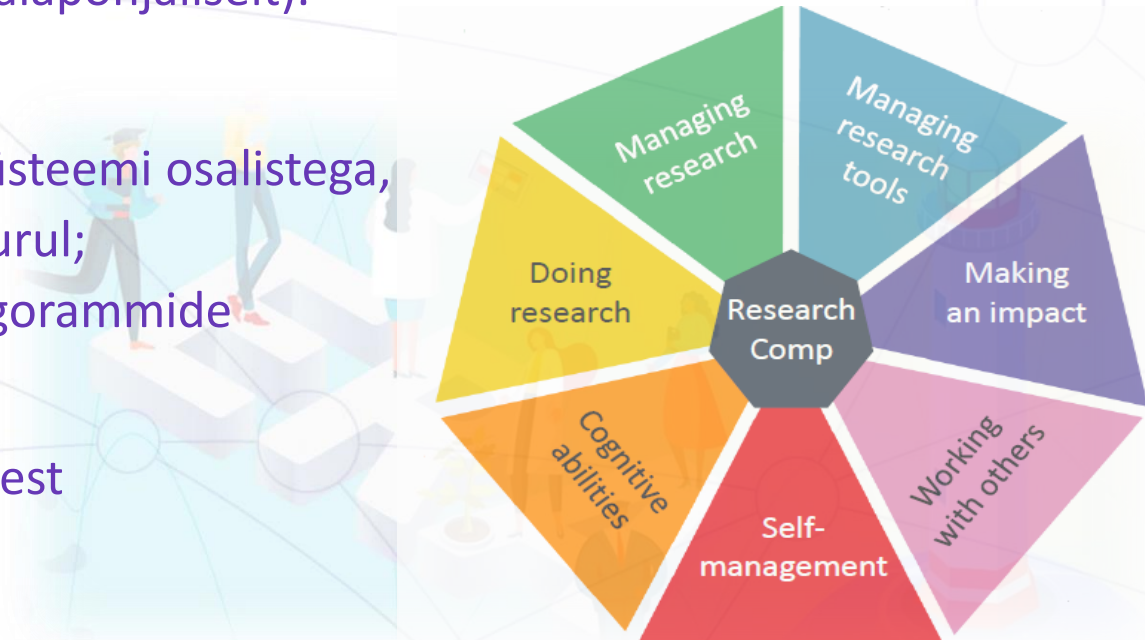 üsteemi osalistega,
urul;
gorammide
est
Managing
research
Managing
research
tools
Doing
research
Research
Comp
Making
an impact
Cognitive
abilities
Self-
management
Working
with others